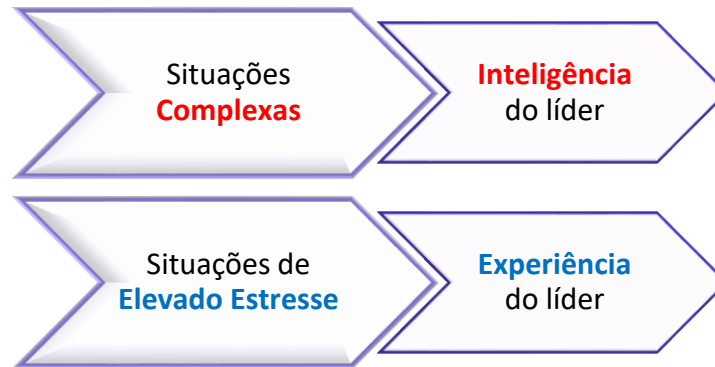 Situações
Complexas
Inteligência
do líder
Situações de
Elevado Estresse
Experiência
do líder